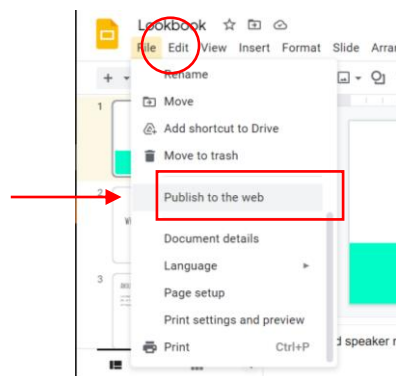 Lookbook
File Edit View Insert Format Slide Arra
Rename
Move
Add shortcut to Drive
Move to trash
Publish to the web
Document details
Language
Page setup
Print settings and preview
Print Ctrl+P
d speaker
1
2
3